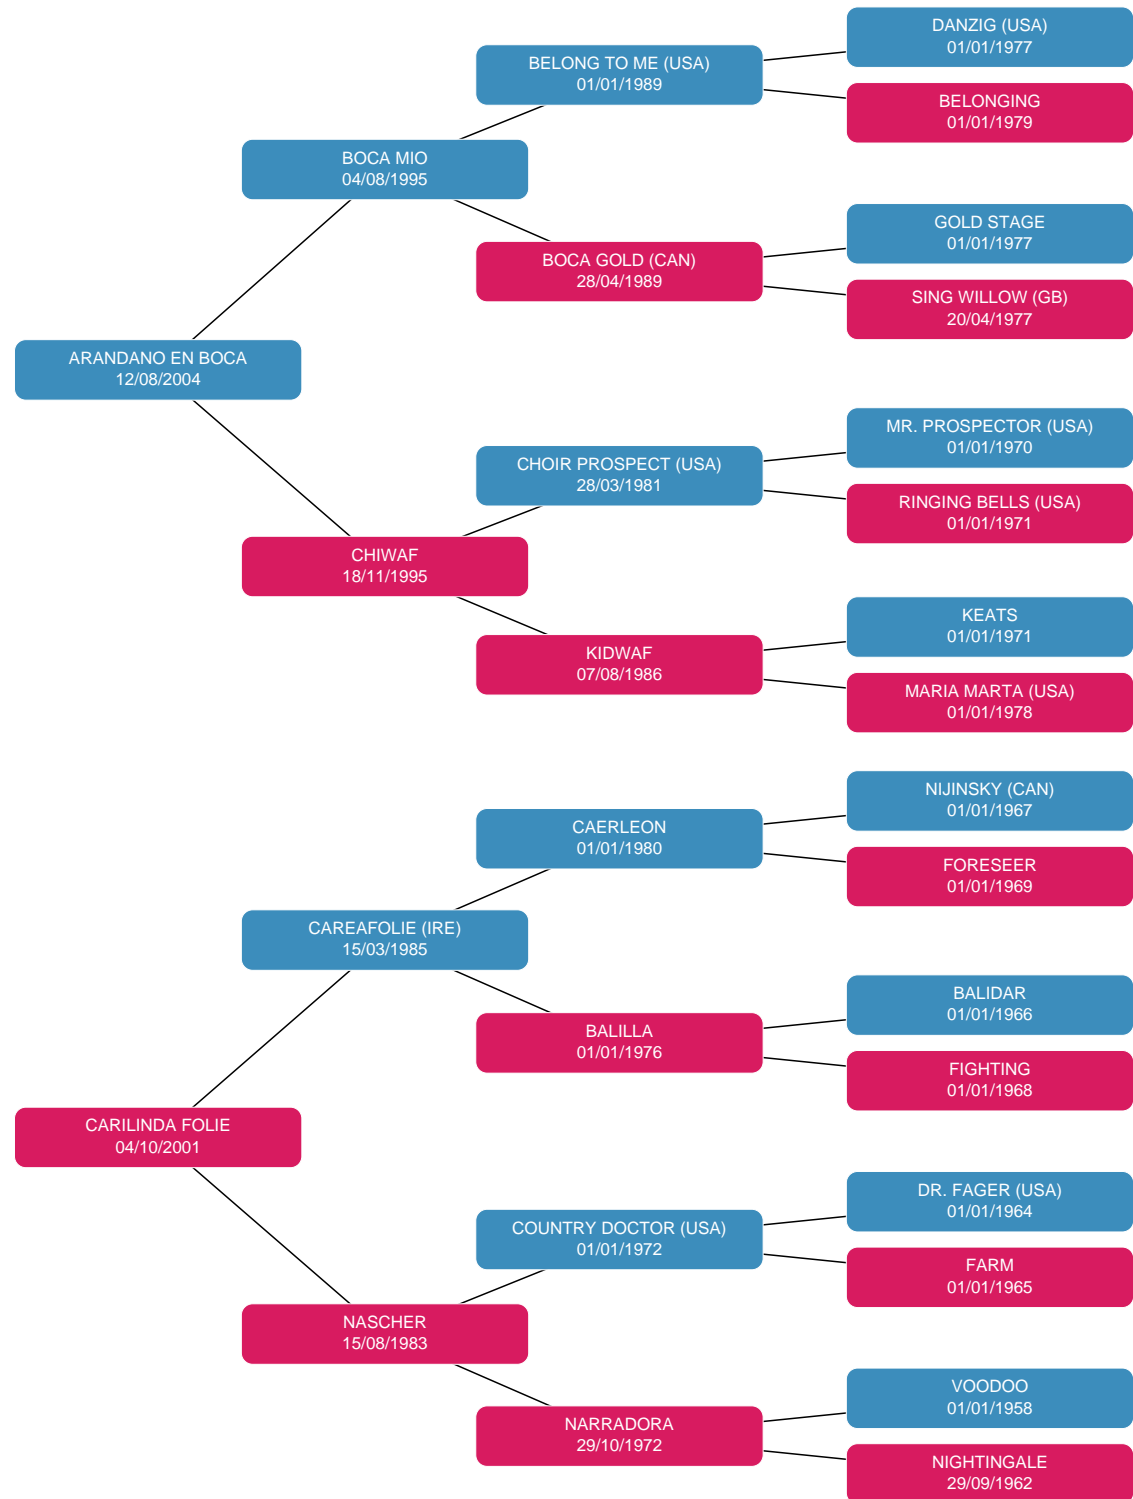 DANZIG (USA)
01/01/1977
BELONG TO ME (USA)
01/01/1989
BELONGING
01/01/1979
BOCA MIO
04/08/1995
GOLD STAGE
01/01/1977
BOCA GOLD (CAN)
28/04/1989
SING WILLOW (GB)
20/04/1977
ARANDANO EN BOCA
12/08/2004
MR. PROSPECTOR (USA)
01/01/1970
CHOIR PROSPECT (USA)
28/03/1981
RINGING BELLS (USA)
01/01/1971
CHIWAF
18/11/1995
KEATS
01/01/1971
KIDWAF
07/08/1986
MARIA MARTA (USA)
01/01/1978
NIJINSKY (CAN)
01/01/1967
CAERLEON
01/01/1980
FORESEER
01/01/1969
CAREAFOLIE (IRE)
15/03/1985
BALIDAR
01/01/1966
BALILLA
01/01/1976
FIGHTING
01/01/1968
CARILINDA FOLIE
04/10/2001
DR. FAGER (USA)
01/01/1964
COUNTRY DOCTOR (USA)
01/01/1972
FARM
01/01/1965
NASCHER
15/08/1983
VOODOO
01/01/1958
NARRADORA
29/10/1972
NIGHTINGALE
29/09/1962